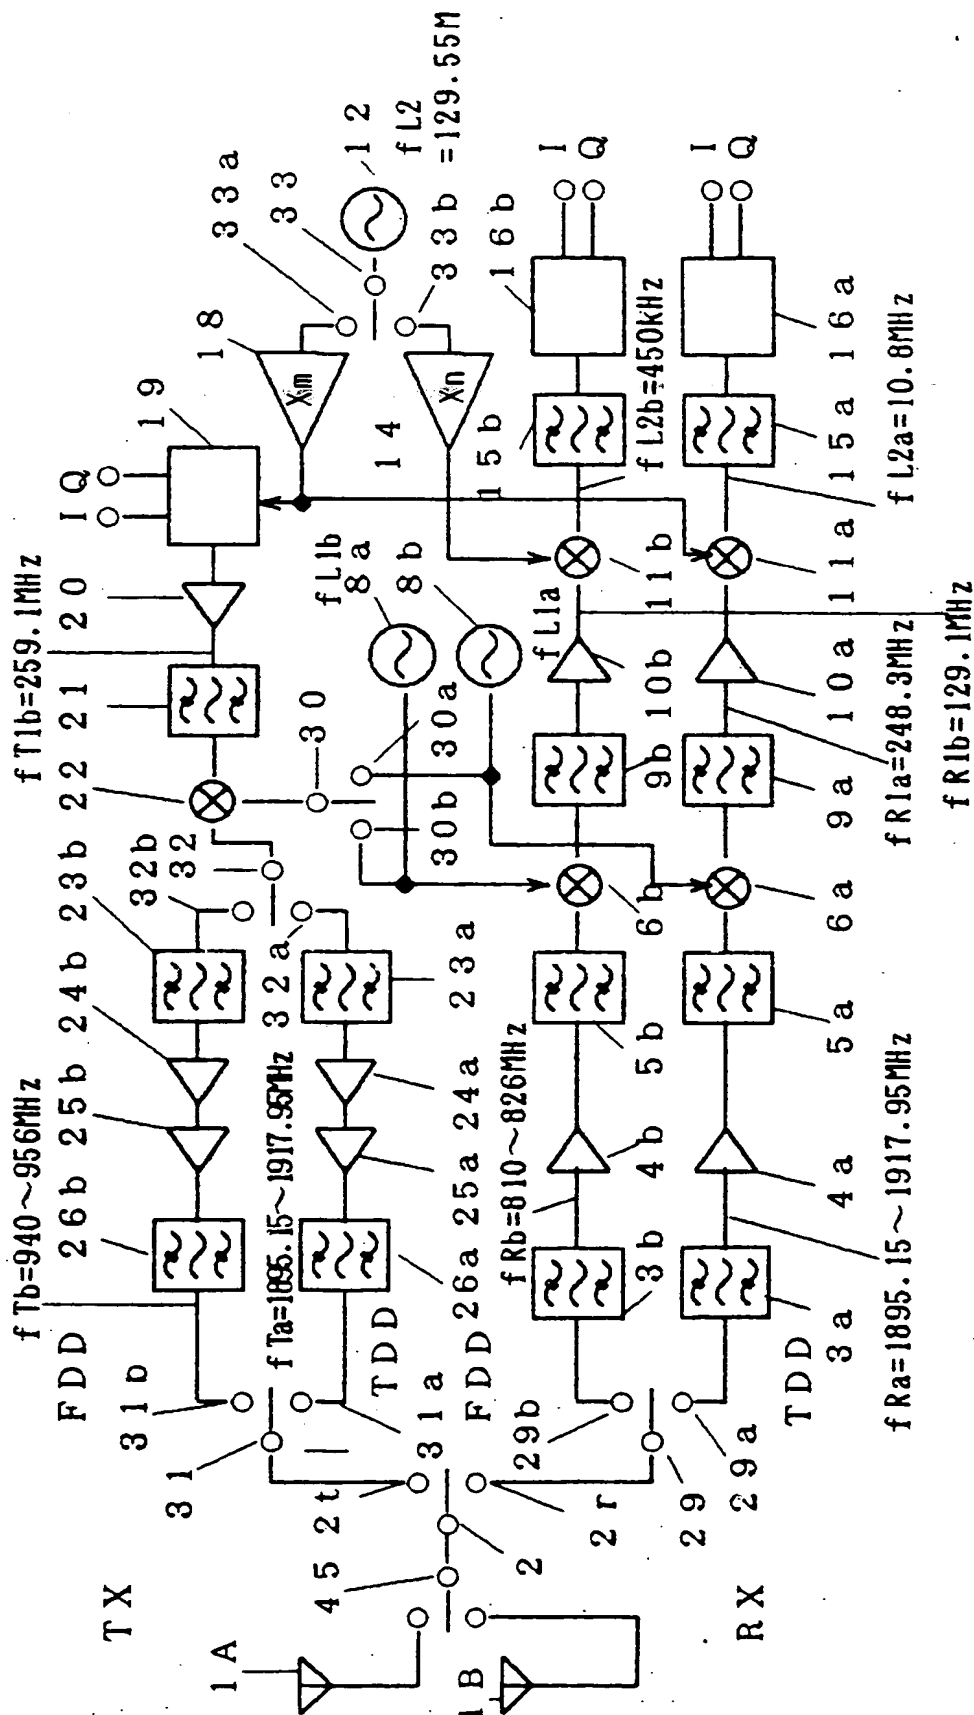 TX
1A
1B
45
2
2t
2r
RX
31
31b
31a
FDD
TDD
fTb=940~956MHz
fTa=1895.15~1917.95MHz
26b
25b
24b
23b
26a
25a
24a
23a
32b
32
32a
22
21
20
19
I Q
fT1b=259.1MHz
30
30a
30b
fL1b
8a
8b
fL1a
18
Xm
14
Xn
33a
33
33b
12
fL2
=129.55M
29b
29
29a
FDD
TDD
fRb=810~826MHz
3b
4b
5b
6b
9b
10b
11b
15b
16b
I
Q
fL2b=450kHz
fRa=1895.15~1917.95MHz
3a
4a
5a
6a
9a
10a
11a
15a
16a
I
Q
fL2a=10.8MHz
fR1a=248.3MHz
fR1b=129.1MHz